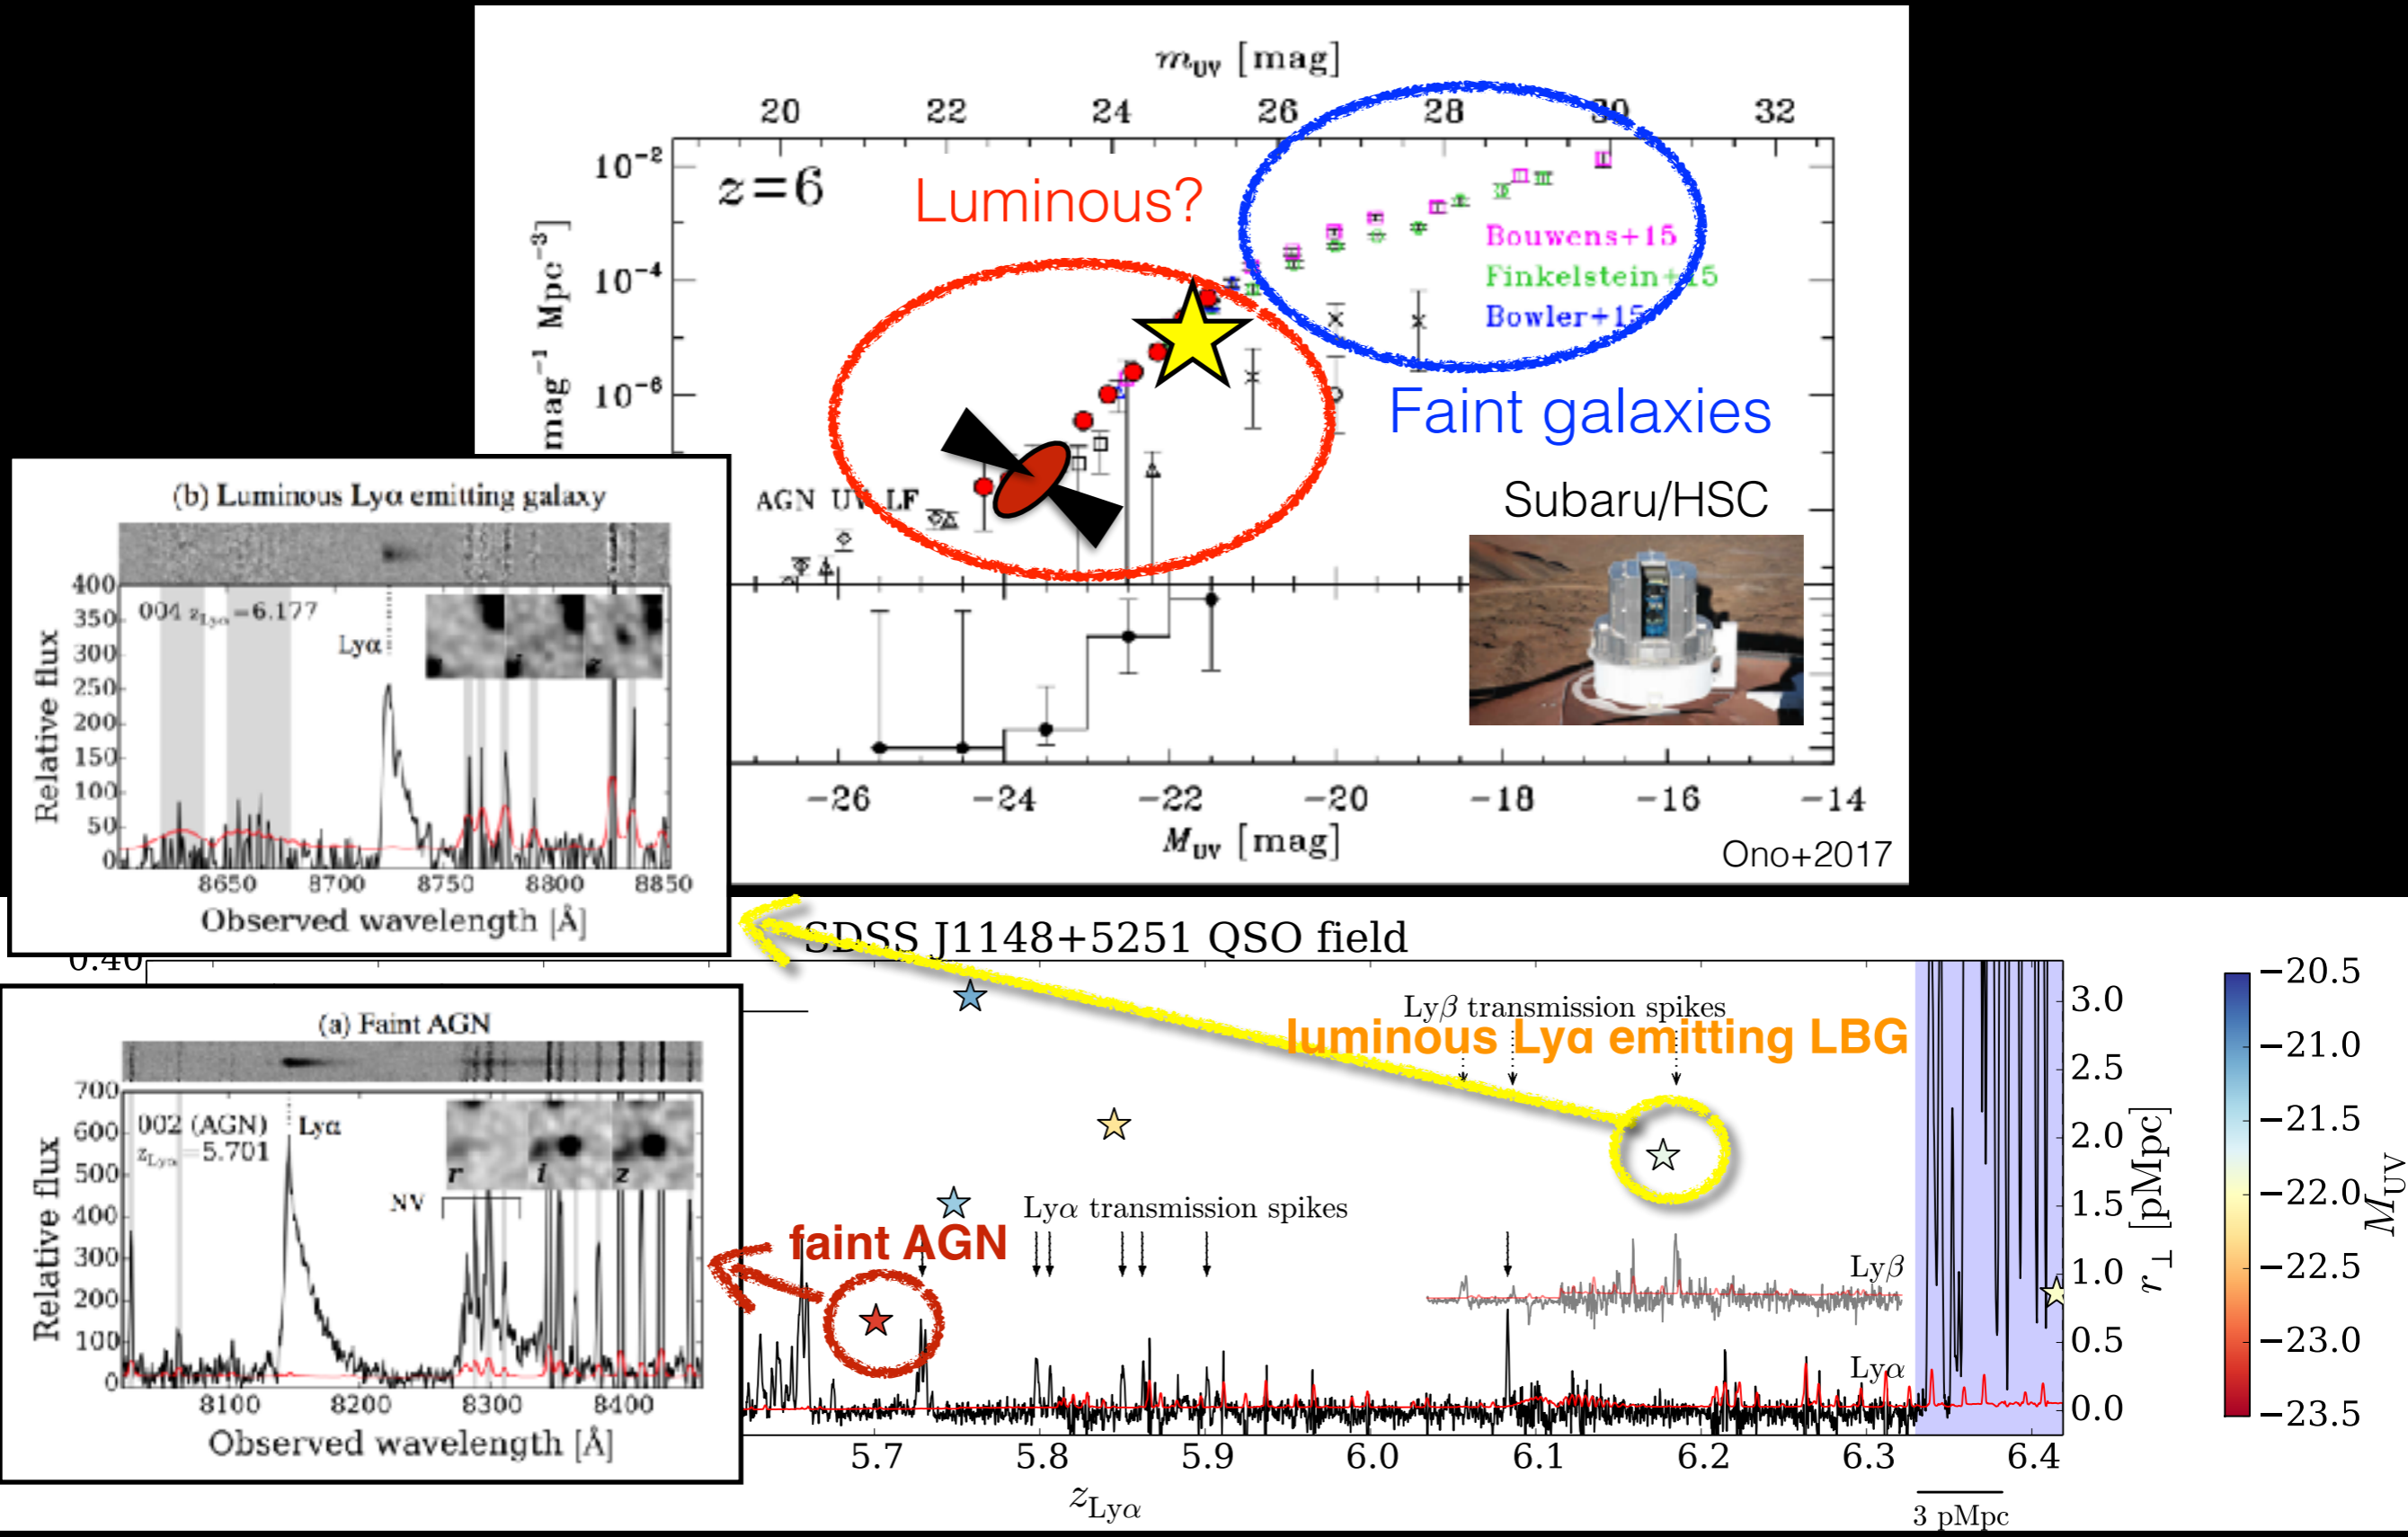 m_UV [mag]
20 22 24 26 28 30 32
z=6
Luminous?
10^-2
10^-4
10^-6
mag^-1 Mpc^-3]
Bouwens+15
Finkelstein+15
Bowler+15
Faint galaxies
AGN UV LF
Subaru/HSC
-26 -24 -22 -20 -18 -16 -14
M_UV [mag]
Ono+2017
(b) Luminous Lyα emitting galaxy
004 z_Lyα=6.177
Lyα
z
400
350
300
250
200
150
100
50
0
Relative flux
8650 8700 8750 8800 8850
Observed wavelength [Å]
SDSS J1148+5251 QSO field
0.40
(a) Faint AGN
002 (AGN)
z_Lyα=5.701
Lyα
r i z
NV
700
600
500
400
300
200
100
0
Relative flux
8100 8200 8300 8400
Observed wavelength [Å]
Lyβ transmission spikes
luminous Lyα emitting LBG
Lyα transmission spikes
faint AGN
Lyβ
Lyα
3.0
2.5
2.0
1.5
1.0
0.5
0.0
r_⊥ [pMpc]
5.7 5.8 5.9 6.0 6.1 6.2 6.3 6.4
z_Lyα
3 pMpc
−20.5
−21.0
−21.5
−22.0
−22.5
−23.0
−23.5
M_UV